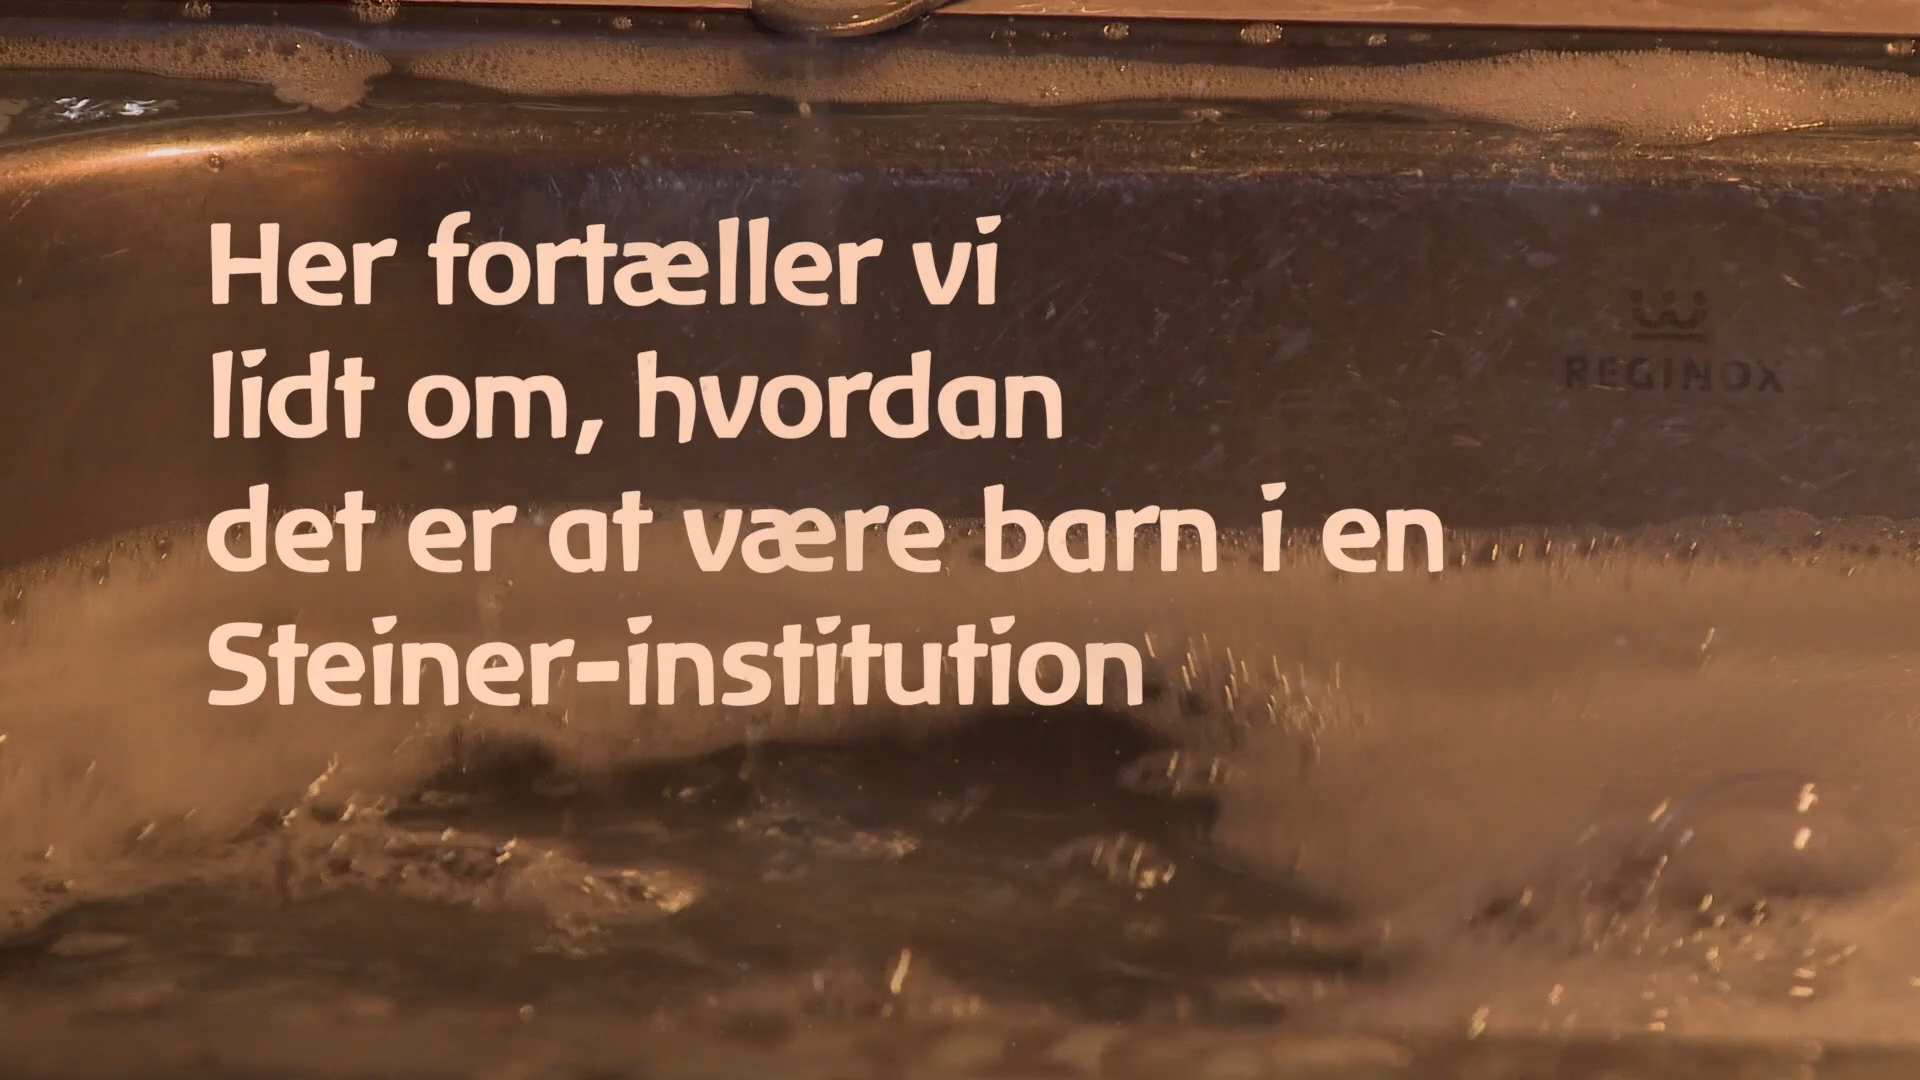 Her fortæller vi
lidt om, hvordan
det er at være barn i en
Steiner-institution
REGINOX